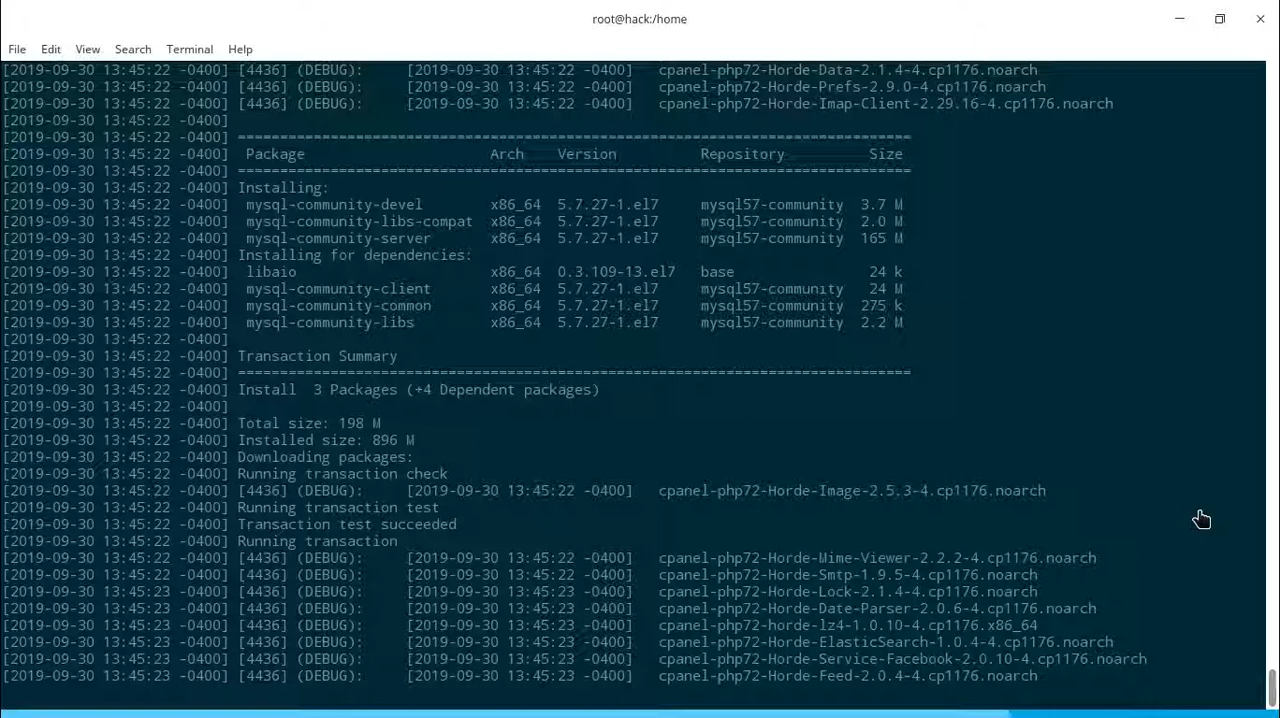 root@hack:/home
File Edit View Search Terminal Help
[2019-09-30 13:45:22 -0400] [4436] (DEBUG): [2019-09-30 13:45:22 -0400] cpanel-php72-Horde-Data-2.1.4-4.cp1176.noarch
[2019-09-30 13:45:22 -0400] [4436] (DEBUG): [2019-09-30 13:45:22 -0400] cpanel-php72-Horde-Prefs-2.9.0-4.cp1176.noarch
[2019-09-30 13:45:22 -0400] [4436] (DEBUG): [2019-09-30 13:45:22 -0400] cpanel-php72-Horde-Imap-Client-2.29.16-4.cp1176.noarch
[2019-09-30 13:45:22 -0400]
[2019-09-30 13:45:22 -0400] ================================================================================
[2019-09-30 13:45:22 -0400] Package Arch Version Repository Size
[2019-09-30 13:45:22 -0400] ================================================================================
[2019-09-30 13:45:22 -0400] Installing:
[2019-09-30 13:45:22 -0400] mysql-community-devel x86_64 5.7.27-1.el7 mysql57-community 3.7 M
[2019-09-30 13:45:22 -0400] mysql-community-libs-compat x86_64 5.7.27-1.el7 mysql57-community 2.0 M
[2019-09-30 13:45:22 -0400] mysql-community-server x86_64 5.7.27-1.el7 mysql57-community 165 M
[2019-09-30 13:45:22 -0400] Installing for dependencies:
[2019-09-30 13:45:22 -0400] libaio x86_64 0.3.109-13.el7 base 24 k
[2019-09-30 13:45:22 -0400] mysql-community-client x86_64 5.7.27-1.el7 mysql57-community 24 M
[2019-09-30 13:45:22 -0400] mysql-community-common x86_64 5.7.27-1.el7 mysql57-community 275 k
[2019-09-30 13:45:22 -0400] mysql-community-libs x86_64 5.7.27-1.el7 mysql57-community 2.2 M
[2019-09-30 13:45:22 -0400]
[2019-09-30 13:45:22 -0400] Transaction Summary
[2019-09-30 13:45:22 -0400] ================================================================================
[2019-09-30 13:45:22 -0400] Install 3 Packages (+4 Dependent packages)
[2019-09-30 13:45:22 -0400]
[2019-09-30 13:45:22 -0400] Total size: 198 M
[2019-09-30 13:45:22 -0400] Installed size: 896 M
[2019-09-30 13:45:22 -0400] Downloading packages:
[2019-09-30 13:45:22 -0400] Running transaction check
[2019-09-30 13:45:22 -0400] [4436] (DEBUG): [2019-09-30 13:45:22 -0400] cpanel-php72-Horde-Image-2.5.3-4.cp1176.noarch
[2019-09-30 13:45:22 -0400] Running transaction test
[2019-09-30 13:45:22 -0400] Transaction test succeeded
[2019-09-30 13:45:22 -0400] Running transaction
[2019-09-30 13:45:22 -0400] [4436] (DEBUG): [2019-09-30 13:45:22 -0400] cpanel-php72-Horde-Mime-Viewer-2.2.2-4.cp1176.noarch
[2019-09-30 13:45:22 -0400] [4436] (DEBUG): [2019-09-30 13:45:22 -0400] cpanel-php72-Horde-Smtp-1.9.5-4.cp1176.noarch
[2019-09-30 13:45:23 -0400] [4436] (DEBUG): [2019-09-30 13:45:23 -0400] cpanel-php72-Horde-Lock-2.1.4-4.cp1176.noarch
[2019-09-30 13:45:23 -0400] [4436] (DEBUG): [2019-09-30 13:45:23 -0400] cpanel-php72-Horde-Date-Parser-2.0.6-4.cp1176.noarch
[2019-09-30 13:45:23 -0400] [4436] (DEBUG): [2019-09-30 13:45:23 -0400] cpanel-php72-Horde-lz4-1.0.10-4.cp1176.x86_64
[2019-09-30 13:45:23 -0400] [4436] (DEBUG): [2019-09-30 13:45:23 -0400] cpanel-php72-Horde-ElasticSearch-1.0.4-4.cp1176.noarch
[2019-09-30 13:45:23 -0400] [4436] (DEBUG): [2019-09-30 13:45:23 -0400] cpanel-php72-Horde-Service-Facebook-2.0.10-4.cp1176.noarch
[2019-09-30 13:45:23 -0400] [4436] (DEBUG): [2019-09-30 13:45:23 -0400] cpanel-php72-Horde-Feed-2.0.4-4.cp1176.noarch